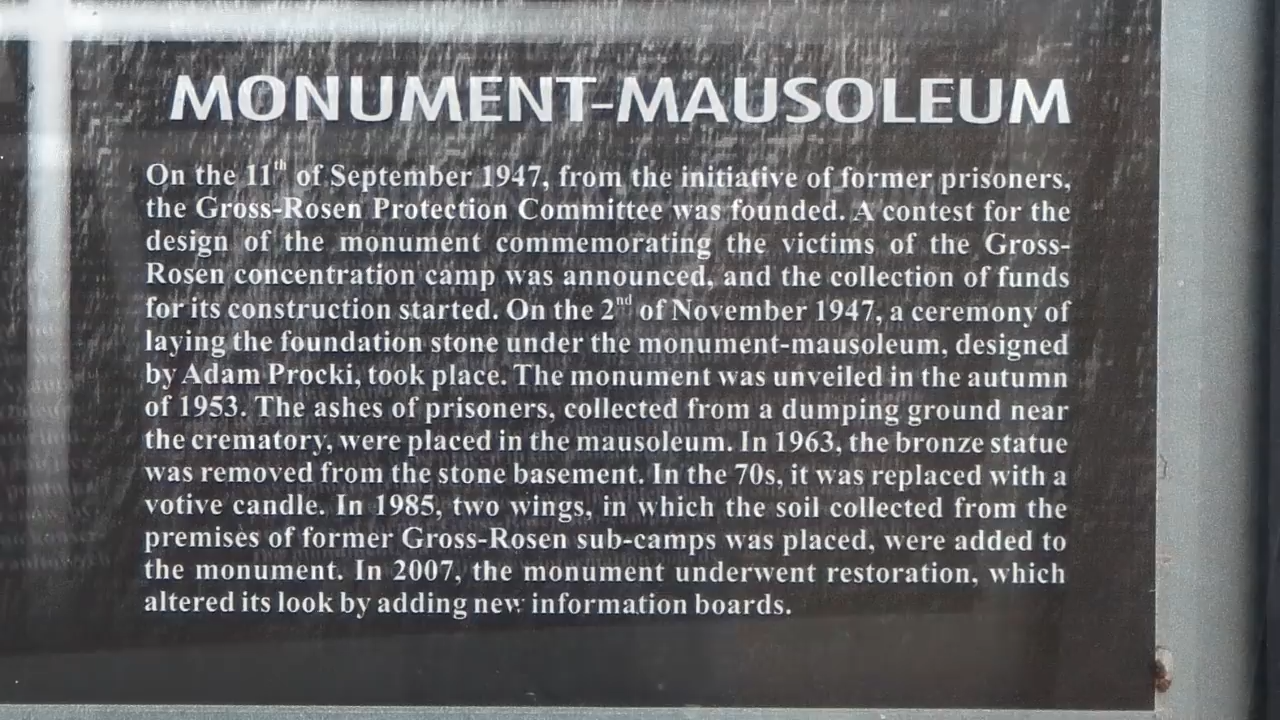 MONUMENT-MAUSOLEUM
On the 11th of September 1947, from the initiative of former prisoners,
the Gross-Rosen Protection Committee was founded. A contest for the
design of the monument commemorating the victims of the Gross-
Rosen concentration camp was announced, and the collection of funds
for its construction started. On the 2nd of November 1947, a ceremony of
laying the foundation stone under the monument-mausoleum, designed
by Adam Procki, took place. The monument was unveiled in the autumn
of 1953. The ashes of prisoners, collected from a dumping ground near
the crematory, were placed in the mausoleum. In 1963, the bronze statue
was removed from the stone basement. In the 70s, it was replaced with a
votive candle. In 1985, two wings, in which the soil collected from the
premises of former Gross-Rosen sub-camps was placed, were added to
the monument. In 2007, the monument underwent restoration, which
altered its look by adding new information boards.